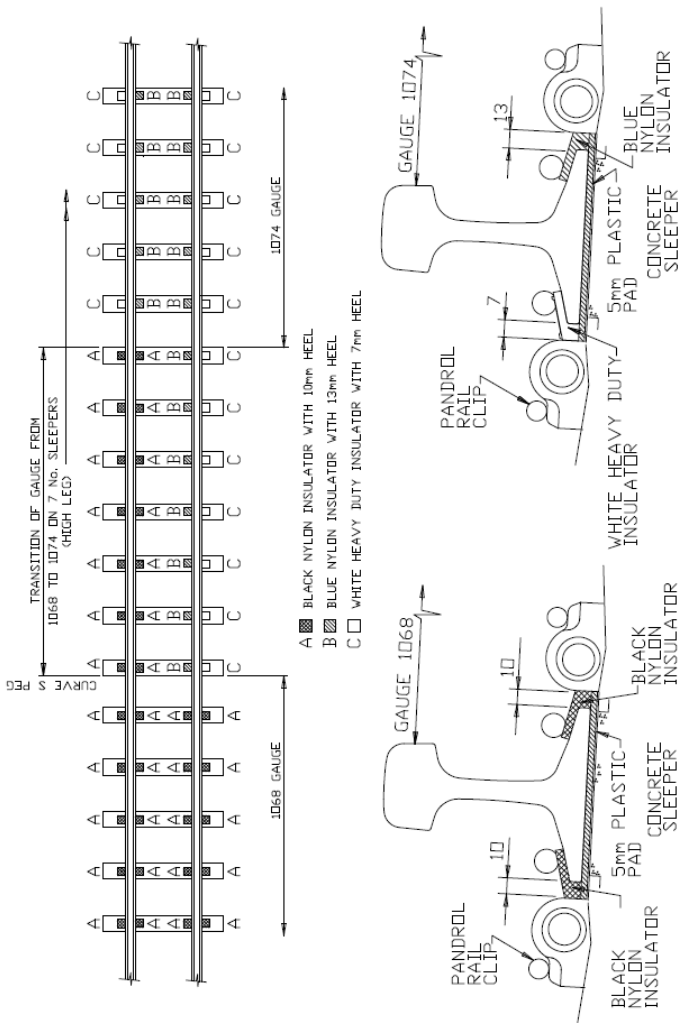 TRANSITION OF GAUGE FROM
1068 TO 1074 ON 7 No. SLEEPERS
(HIGH LEG)
CURVE S PEG
A A A A A A A A A A A A C C C C C
A A A A A A A A A A A A B B B B B
A A A A A B B B B B B B B B B B B
A A A A A C C C C C C C C C C C C
1068 GAUGE
1074 GAUGE
A BLACK NYLON INSULATOR WITH 10mm HEEL
B BLUE NYLON INSULATOR WITH 13mm HEEL
C WHITE HEAVY DUTY INSULATOR WITH 7mm HEEL
GAUGE 1068
PANDROL
RAIL
CLIP
10
10
BLACK
NYLON
INSULATOR
5mm PLASTIC
PAD
CONCRETE
SLEEPER
BLACK
NYLON
INSULATOR
GAUGE 1074
PANDROL
RAIL
CLIP
7
13
WHITE HEAVY DUTY
INSULATOR
5mm PLASTIC
PAD
CONCRETE
SLEEPER
BLUE
NYLON
INSULATOR